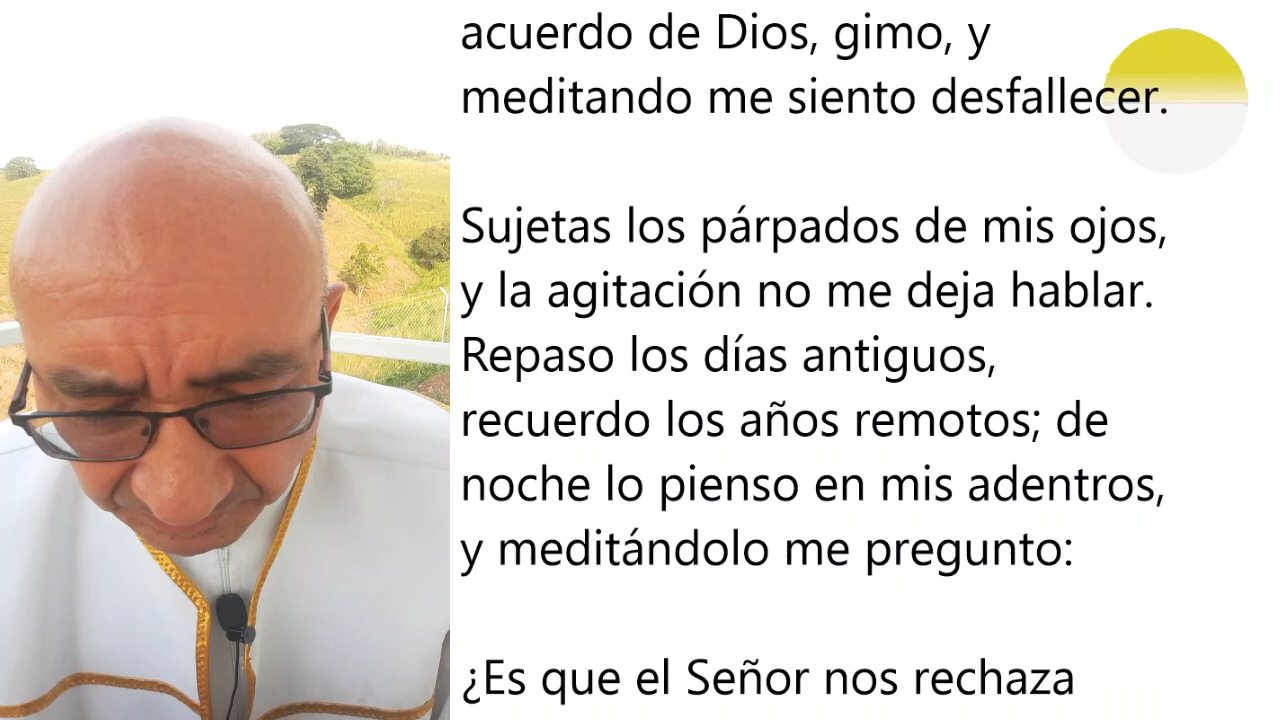 acuerdo de Dios, gimo, y
meditando me siento desfallecer.
Sujetas los párpados de mis ojos,
y la agitación no me deja hablar.
Repaso los días antiguos,
recuerdo los años remotos; de
noche lo pienso en mis adentros,
y meditándolo me pregunto:
¿Es que el Señor nos rechaza